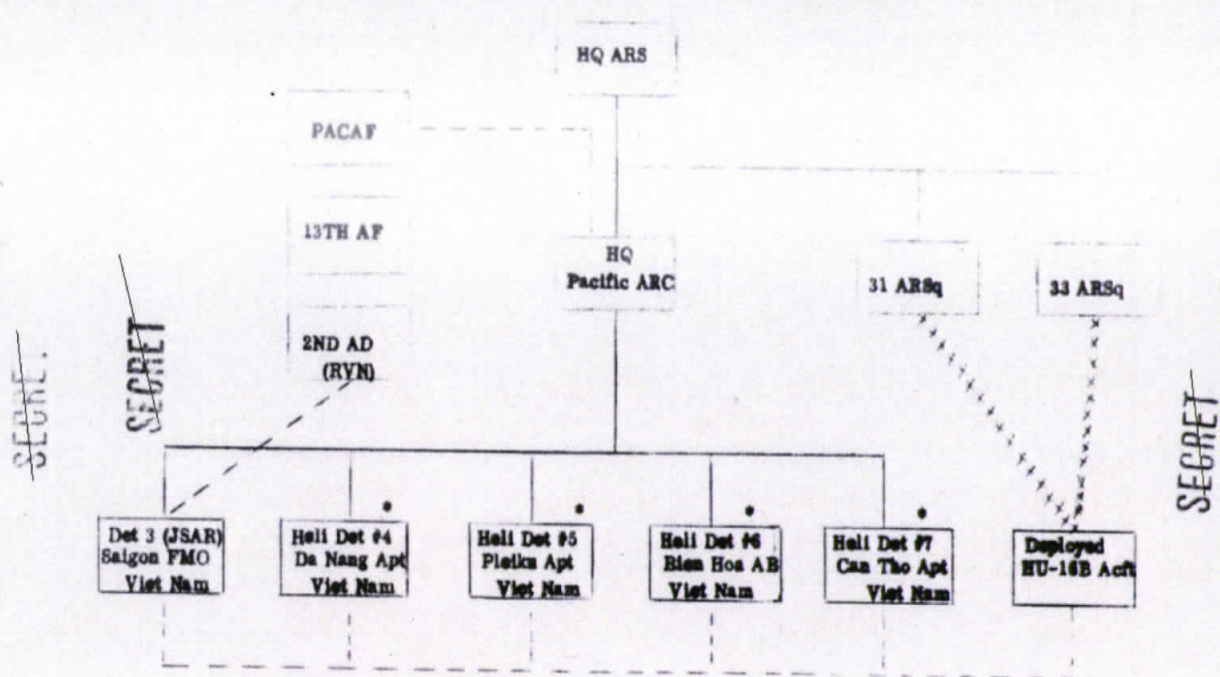 HQ ARS
PACAF
13TH AF
2ND AD
(RVN)
HQ
Pacific ARC
31 ARSq
33 ARSq
SECRET
SECRET
SECRET
Det 3 (JSAR)
Saigon FMO
Viet Nam
Heli Det #4
Da Nang Apt
Viet Nam
Heli Det #5
Pleiku Apt
Viet Nam
Heli Det #6
Bien Hoa AB
Viet Nam
Heli Det #7
Can Tho Apt
Viet Nam
Deployed
HU-16B Acft